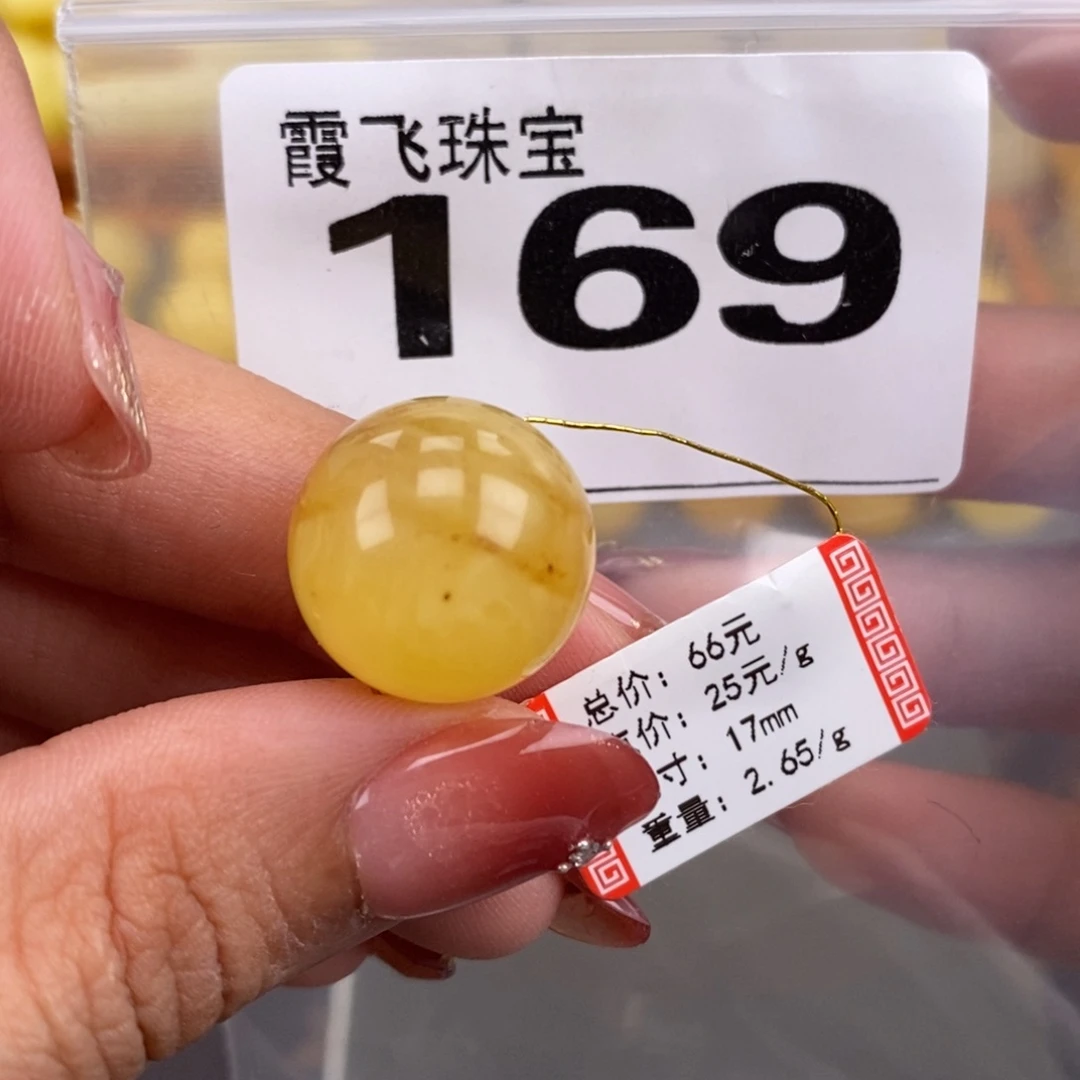 霞飞珠宝
169
总价: 66元
价: 25元/g
寸: 17mm
重量: 2.65/g